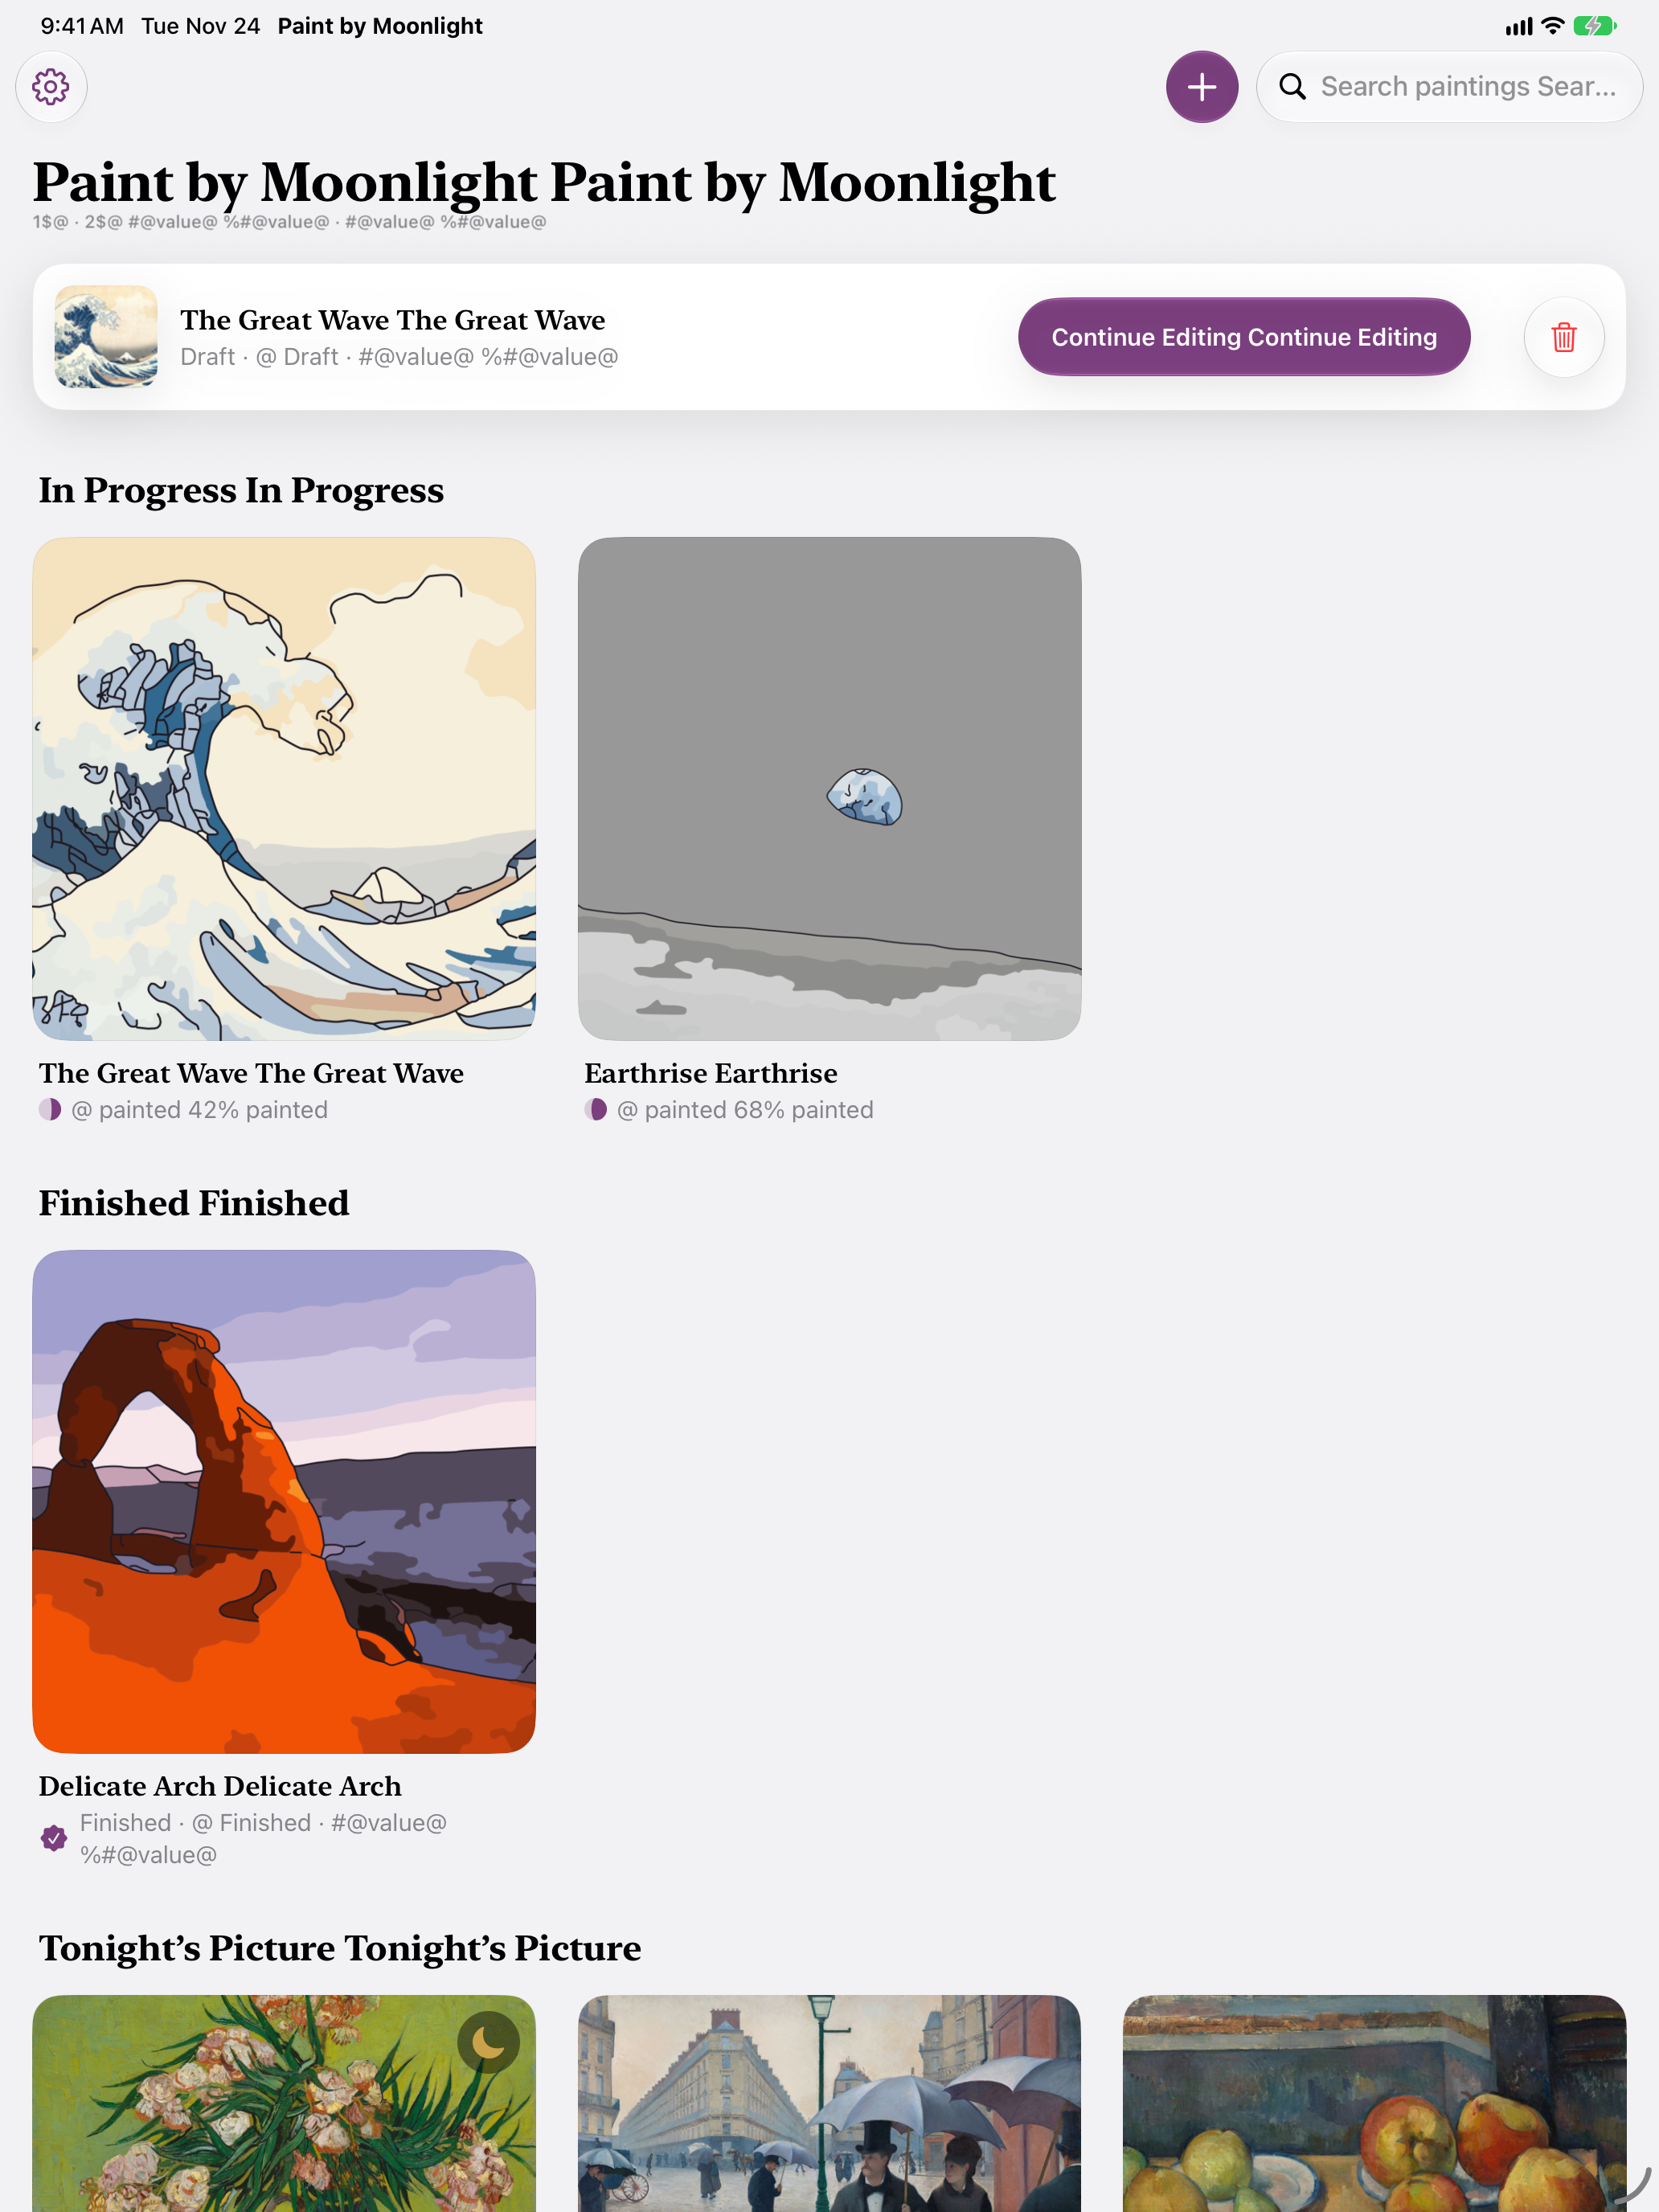 9:41 AM Tue Nov 24 Paint by Moonlight
Search paintings Sear...
Paint by Moonlight Paint by Moonlight
1$@ · 2$@ #@value@ %#@value@ · #@value@ %#@value@
The Great Wave The Great Wave
Draft · @ Draft · #@value@ %#@value@
Continue Editing Continue Editing
In Progress In Progress
The Great Wave The Great Wave
@ painted 42% painted
Earthrise Earthrise
@ painted 68% painted
Finished Finished
Delicate Arch Delicate Arch
Finished · @ Finished · #@value@
%#@value@
Tonight’s Picture Tonight’s Picture